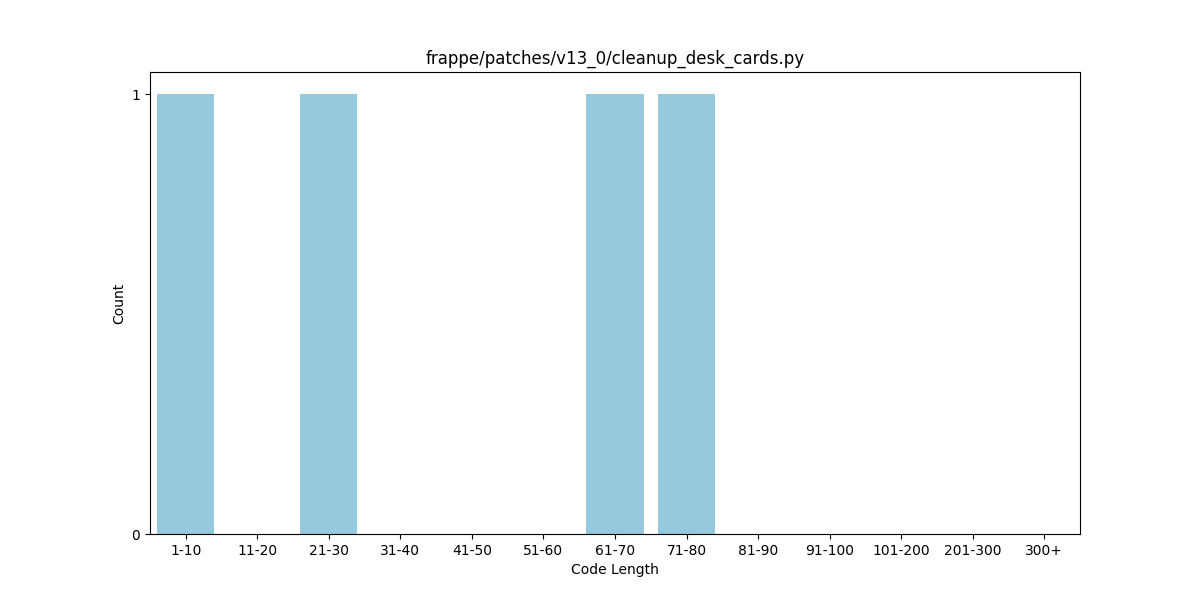 frappe/patches/v13_0/cleanup_desk_cards.py
1
Count
0
1-10 11-20 21-30 31-40 41-50 51-60 61-70 71-80 81-90 91-100 101-200 201-300 300+
Code Length